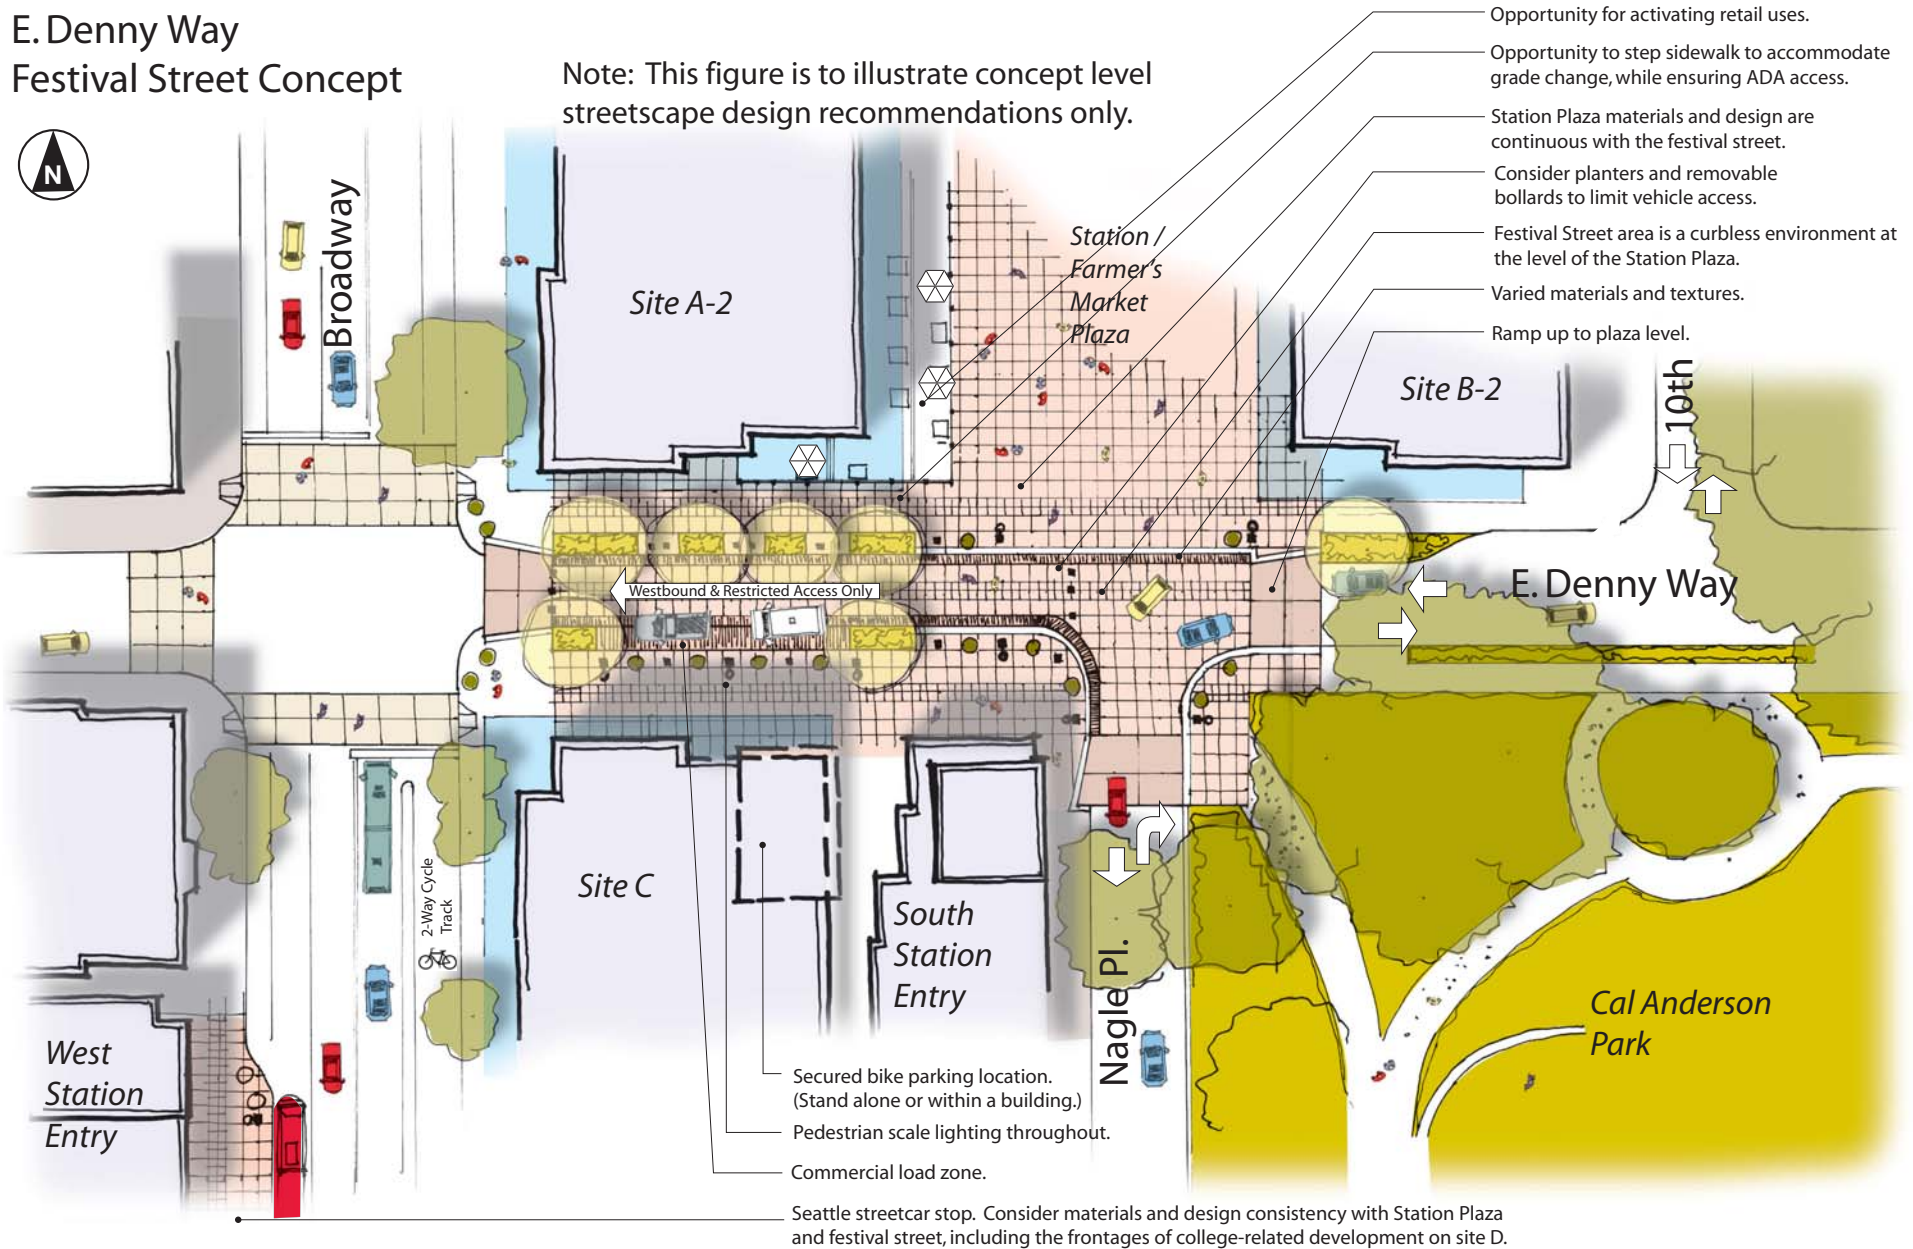 E. Denny Way
Festival Street Concept
Note:  This figure is to illustrate concept level
streetscape design recommendations only.
Opportunity for activating retail uses.
Opportunity to step sidewalk to accommodate
grade change, while ensuring ADA access.
Station Plaza materials and design are
continuous with the festival street.
Consider planters and removable
bollards to limit vehicle access.
Festival Street area is a curbless environment at
the level of the Station Plaza.
Varied materials and textures.
Ramp up to plaza level.
N
Broadway
Site A-2
Station /
Farmer's
Market
Plaza
Site B-2
10th
Westbound & Restricted Access Only
E. Denny Way
2-Way Cycle
Track
Site C
South
Station
Entry
Nagle Pl.
Cal Anderson
Park
West
Station
Entry
Secured bike parking location.
(Stand alone or within a building.)
Pedestrian scale lighting throughout.
Commercial load zone.
Seattle streetcar stop.  Consider materials and design consistency with Station Plaza
and festival street, including the frontages of college-related development on site D.